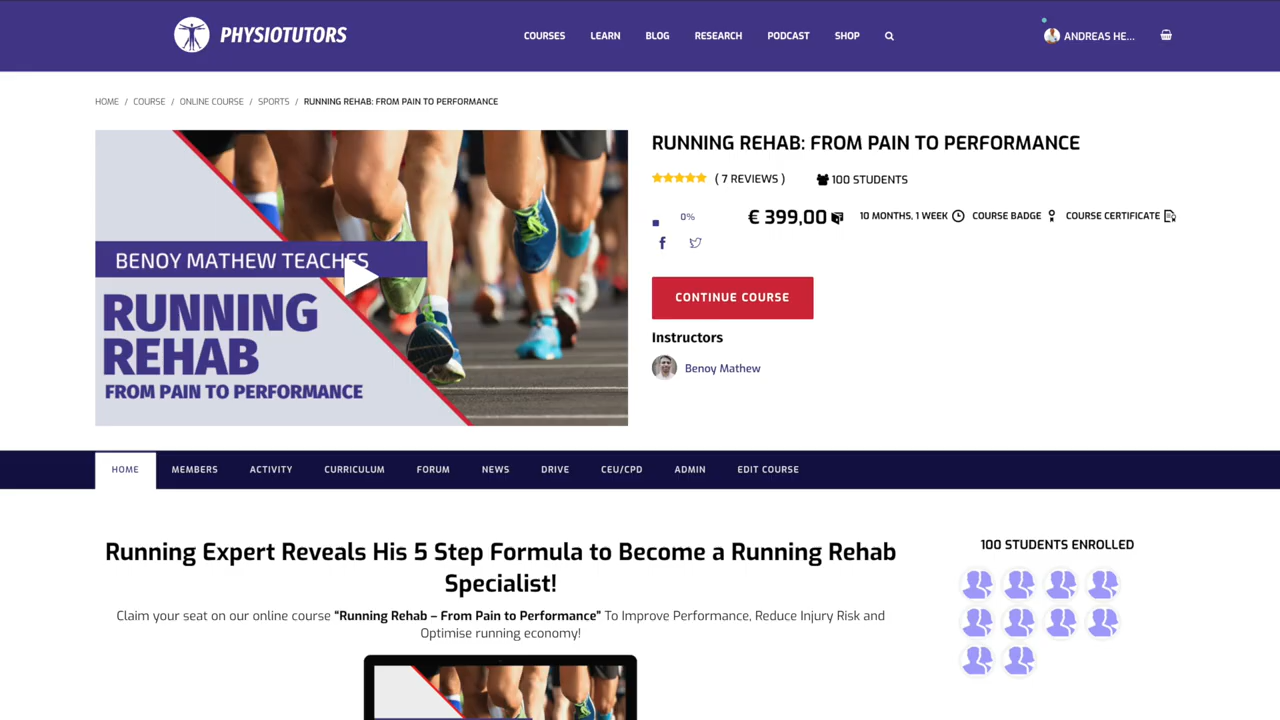 PHYSIOTUTORS
COURSES LEARN BLOG RESEARCH PODCAST SHOP
ANDREAS HE...
HOME / COURSE / ONLINE COURSE / SPORTS / RUNNING REHAB: FROM PAIN TO PERFORMANCE
BENOY MATHEW TEACHES
RUNNING
REHAB
FROM PAIN TO PERFORMANCE
RUNNING REHAB: FROM PAIN TO PERFORMANCE
( 7 REVIEWS ) 100 STUDENTS
0% € 399,00 10 MONTHS, 1 WEEK COURSE BADGE COURSE CERTIFICATE
CONTINUE COURSE
Instructors
Benoy Mathew
HOME MEMBERS ACTIVITY CURRICULUM FORUM NEWS DRIVE CEU/CPD ADMIN EDIT COURSE
Running Expert Reveals His 5 Step Formula to Become a Running Rehab
Specialist!
Claim your seat on our online course “Running Rehab – From Pain to Performance” To Improve Performance, Reduce Injury Risk and
Optimise running economy!
100 STUDENTS ENROLLED